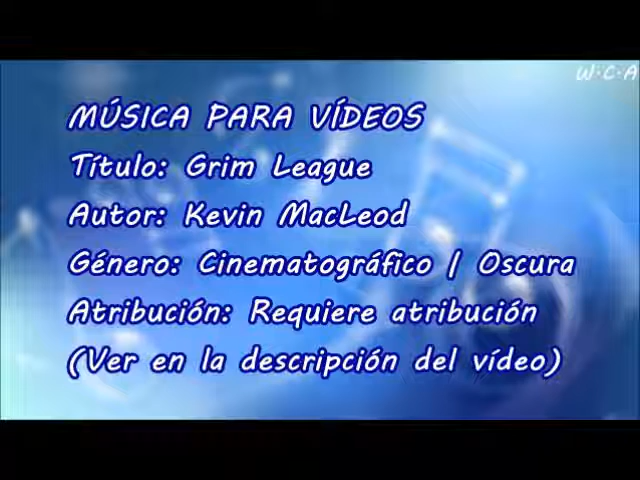 W.C.A
MÚSICA PARA VÍDEOS
Título: Grim League
Autor: Kevin MacLeod
Género: Cinematográfico | Oscura
Atribución: Requiere atribución
(Ver en la descripción del vídeo)